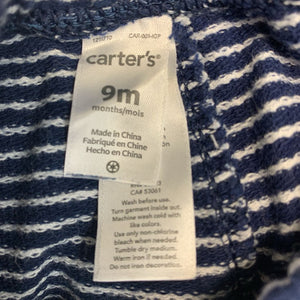 carter's®
9m
months/mois
Made in China
Fabriqué en Chine
Hecho en China
CA# 53061
Wash before use.
Turn garment inside out.
Machine wash cold with
like colors.
Use only non-chlorine
bleach when needed.
Tumble dry medium.
Warm iron if needed.
Do not iron decoration.